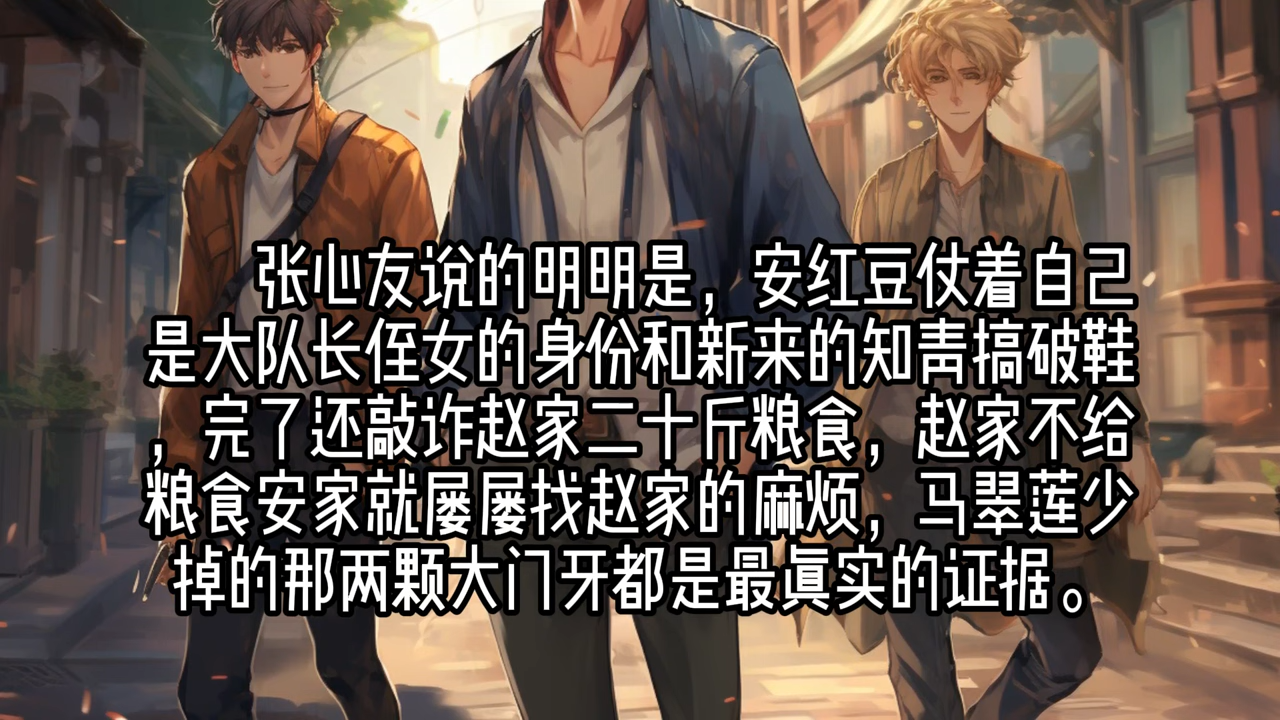 张心友说的明明是，安红豆仗着自己
是大队长侄女的身份和新来的知青搞破鞋
，完了还敲诈赵家二十斤粮食，赵家不给
粮食安家就屡屡找赵家的麻烦，马翠莲少
掉的那两颗大门牙都是最真实的证据。